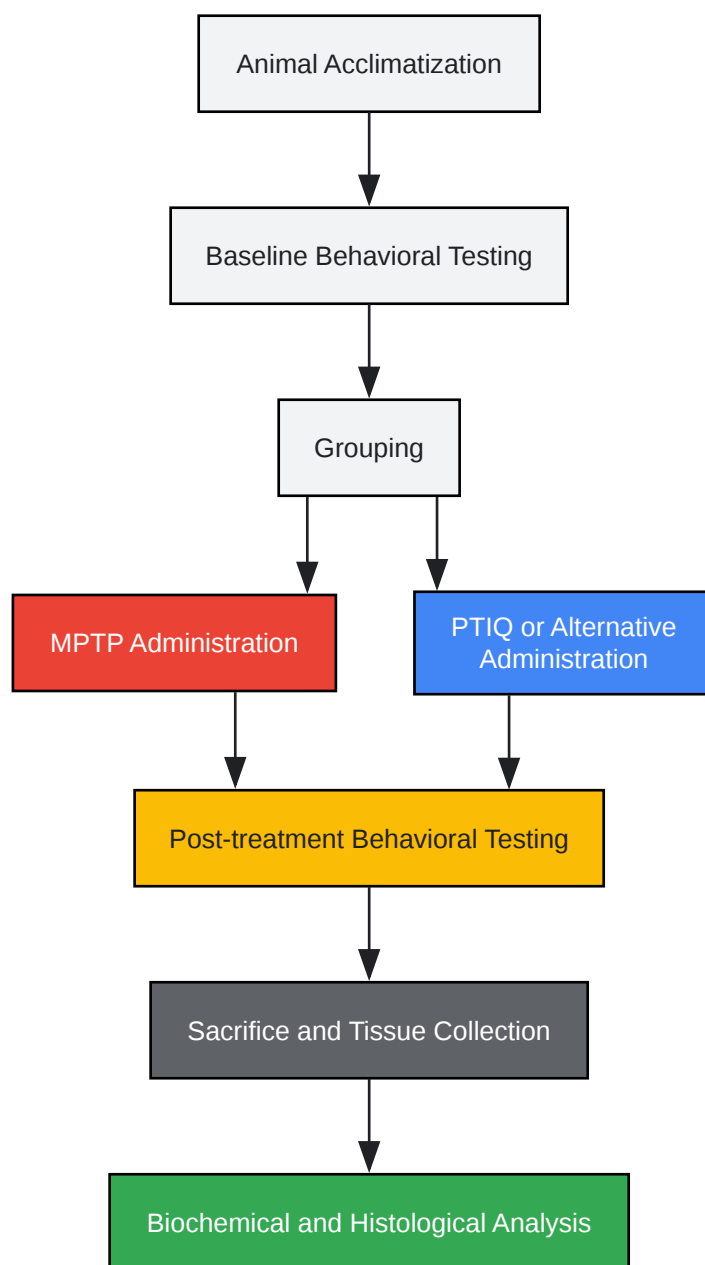 Animal Acclimatization
Baseline Behavioral Testing
Grouping
MPTP Administration
PTIQ or Alternative
Administration
Post-treatment Behavioral Testing
Sacrifice and Tissue Collection
Biochemical and Histological Analysis